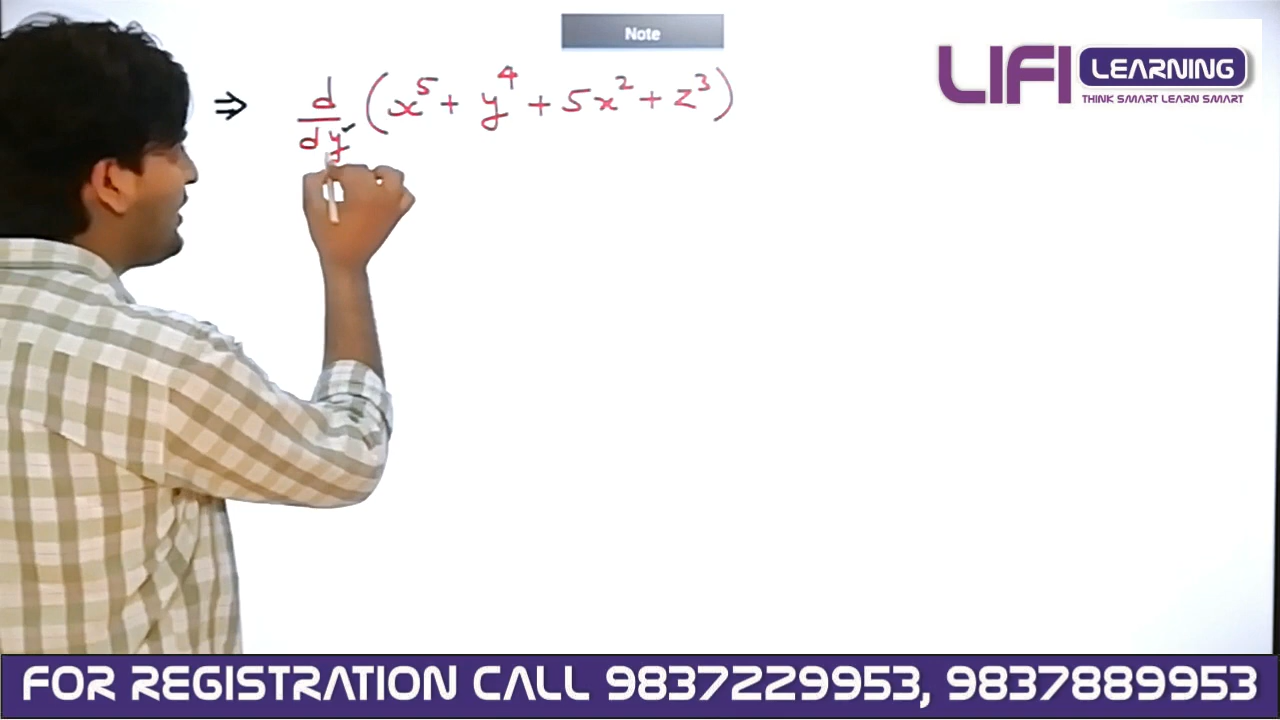 Note
LIFI LEARNING
THINK SMART LEARN SMART
⇒ d/dy (x⁵ + y⁴ + 5x² + z³)
FOR REGISTRATION CALL 9837229953, 9837889953